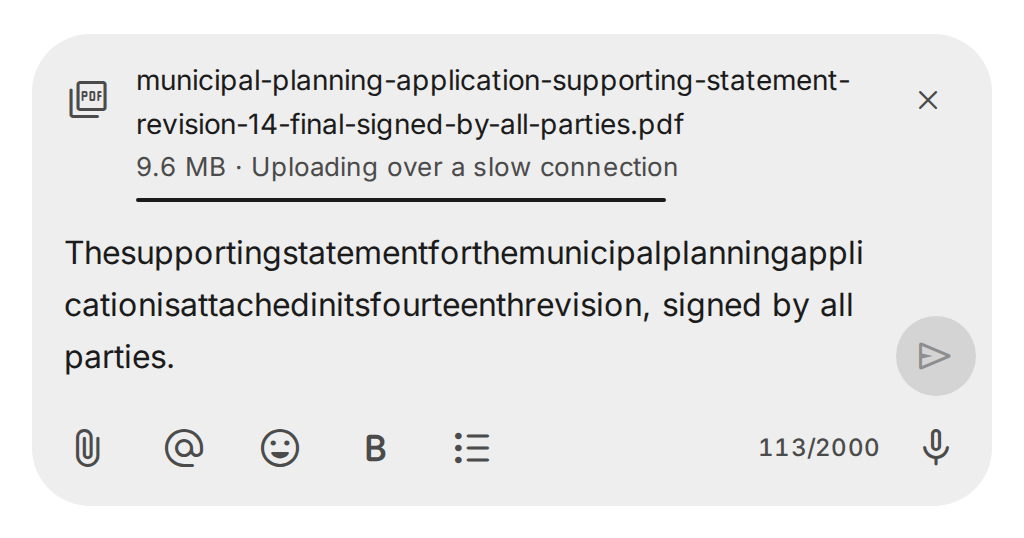 PDF
municipal-planning-application-supporting-statement-
revision-14-final-signed-by-all-parties.pdf
9.6 MB · Uploading over a slow connection
Thesupportingstatementforthemunicipalplanningappli
cationisattachedinitsfourteenthrevision, signed by all
parties.
B
113/2000